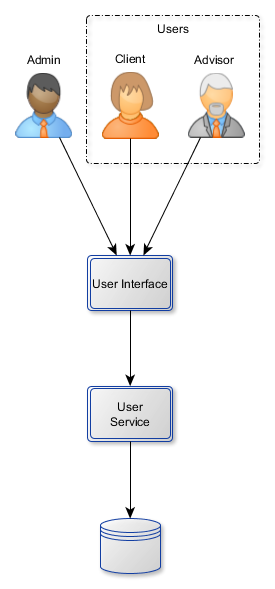 Users
Admin
Client
Advisor
User Interface
User
Service